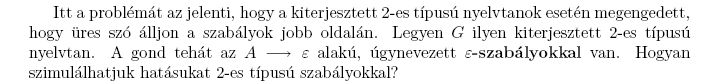 Itt a problémát az jelenti, hogy a kiterjesztett 2-es típusú nyelvtanok esetén megengedett,
hogy üres szó álljon a szabályok jobb oldalán. Legyen G ilyen kiterjesztett 2-es típusú
nyelvtan. A gond tehát az A ⟶ ε alakú, úgynevezett ε-szabályokkal van. Hogyan
szimulálhatjuk hatásukat 2-es típusú szabályokkal?